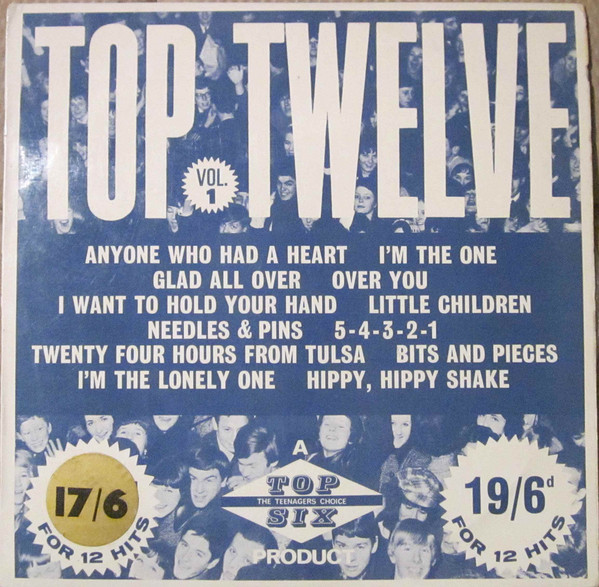 TOP TWELVE
VOL.
1
ANYONE WHO HAD A HEART I'M THE ONE
GLAD ALL OVER OVER YOU
I WANT TO HOLD YOUR HAND LITTLE CHILDREN
NEEDLES & PINS 5-4-3-2-1
TWENTY FOUR HOURS FROM TULSA BITS AND PIECES
I'M THE LONELY ONE HIPPY, HIPPY SHAKE
17/6
FOR 12 HITS
A
TOP
THE TEENAGERS CHOICE
SIX
PRODUCT
19/6d
FOR 12 HITS